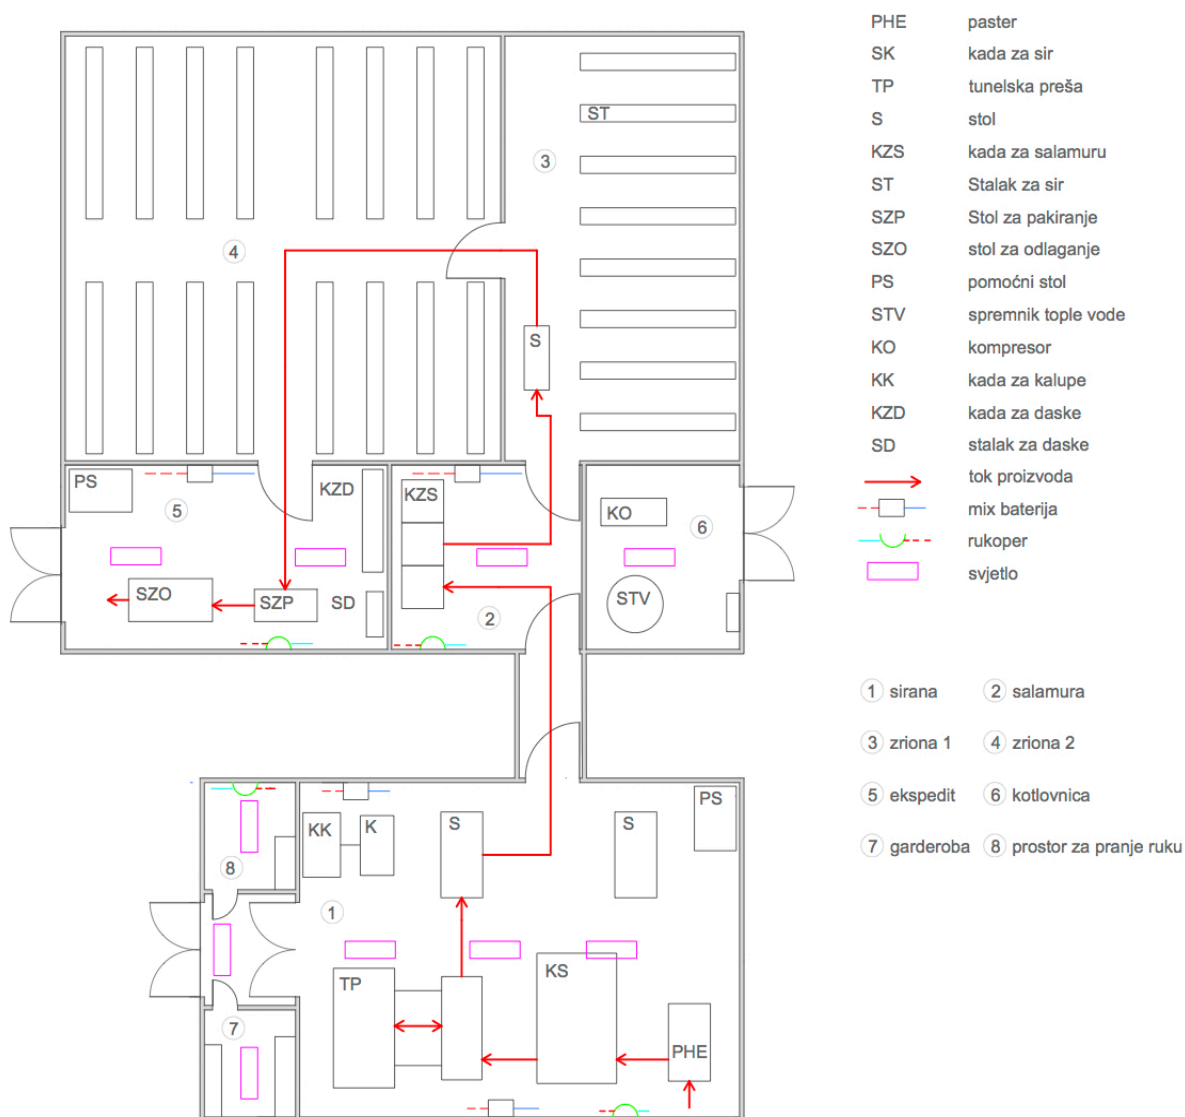 PHE paster
SK kada za sir
TP tunelska preša
S stol
KZS kada za salamuru
ST Stalak za sir
SZP Stol za pakiranje
SZO stol za odlaganje
PS pomoćni stol
STV spremnik tople vode
KO kompresor
KK kada za kalupe
KZD kada za daske
SD stalak za daske
tok proizvoda
mix baterija
rukoper
svjetlo
1 sirana 2 salamura
3 zriona 1 4 zriona 2
5 ekspedit 6 kotlovnica
7 garderoba 8 prostor za pranje ruku
ST
3
4
S
PS
KZD
KZS
5
KO
6
SZO
SZP
SD
2
STV
KK
K
S
S
PS
8
1
TP
KS
7
PHE